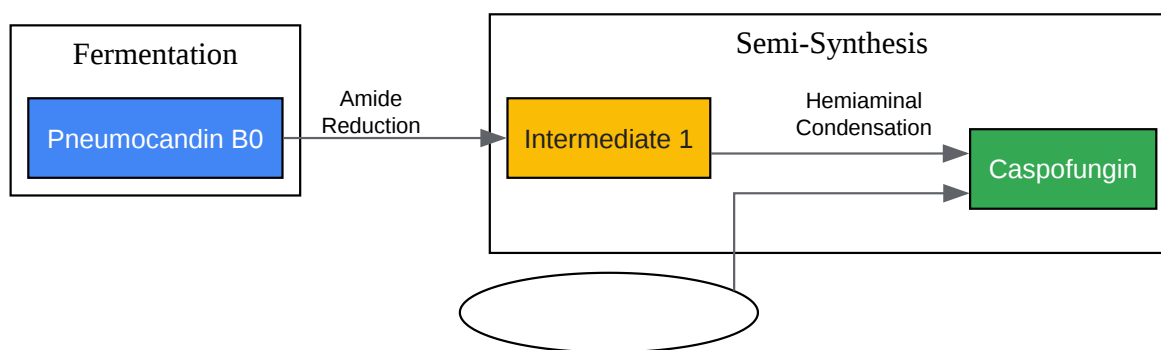 Fermentation
Pneumocandin B0
Amide
Reduction
Semi-Synthesis
Intermediate 1
Hemiaminal
Condensation
Caspofungin